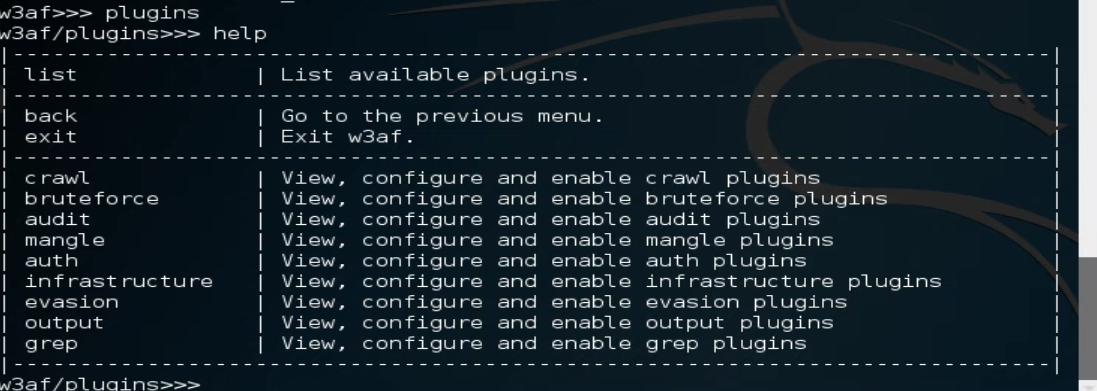 w3af>>> plugins
w3af/plugins>>> help
|-----------------------------------------------------------------------------|
| list | List available plugins. |
|-----------------------------------------------------------------------------|
| back | Go to the previous menu. |
| exit | Exit w3af. |
|-----------------------------------------------------------------------------|
| crawl | View, configure and enable crawl plugins |
| bruteforce | View, configure and enable bruteforce plugins |
| audit | View, configure and enable audit plugins |
| mangle | View, configure and enable mangle plugins |
| auth | View, configure and enable auth plugins |
| infrastructure | View, configure and enable infrastructure plugins |
| evasion | View, configure and enable evasion plugins |
| output | View, configure and enable output plugins |
| grep | View, configure and enable grep plugins |
|-----------------------------------------------------------------------------|
w3af/plugins>>>